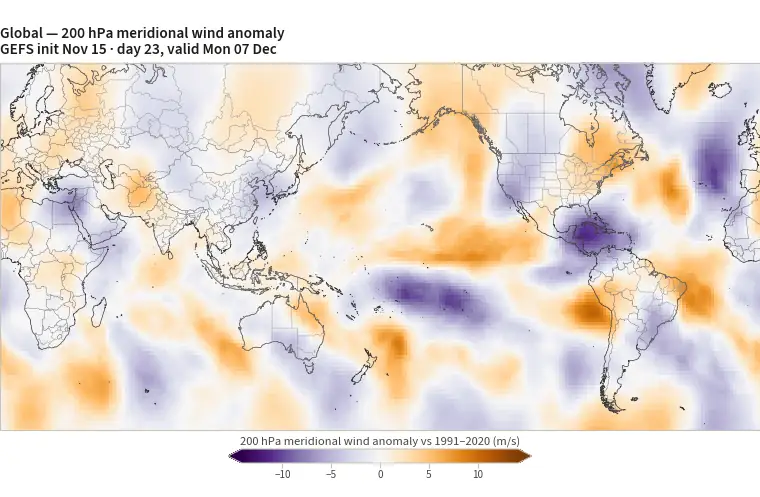 Global — 200 hPa meridional wind anomaly
GEFS init Nov 15 · day 23, valid Mon 07 Dec
200 hPa meridional wind anomaly vs 1991–2020 (m/s)
−10 −5 0 5 10